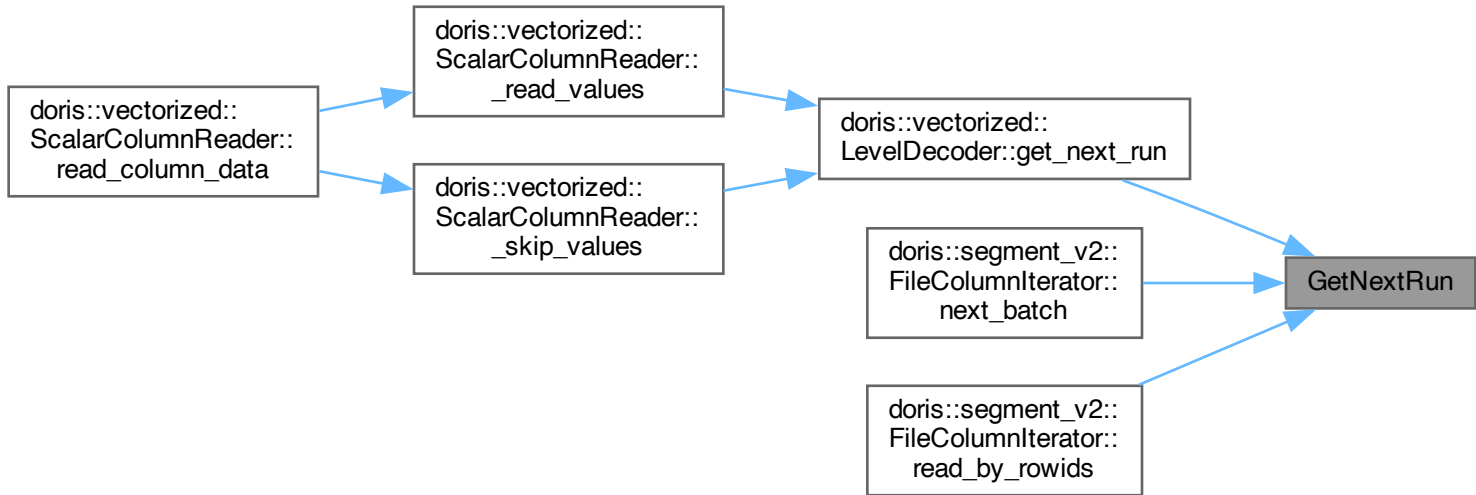 doris::vectorized::
ScalarColumnReader::
read_column_data
doris::vectorized::
ScalarColumnReader::
_read_values
doris::vectorized::
ScalarColumnReader::
_skip_values
doris::vectorized::
LevelDecoder::get_next_run
doris::segment_v2::
FileColumnIterator::
next_batch
doris::segment_v2::
FileColumnIterator::
read_by_rowids
GetNextRun